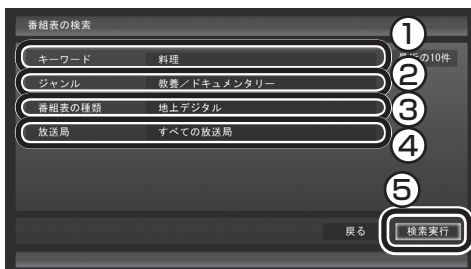 番組表の検索
①
キーワード 料理 最近の10件
②
ジャンル 教養／ドキュメンタリー
③
番組表の種類 地上デジタル
④
放送局 すべての放送局
⑤
戻る 検索実行